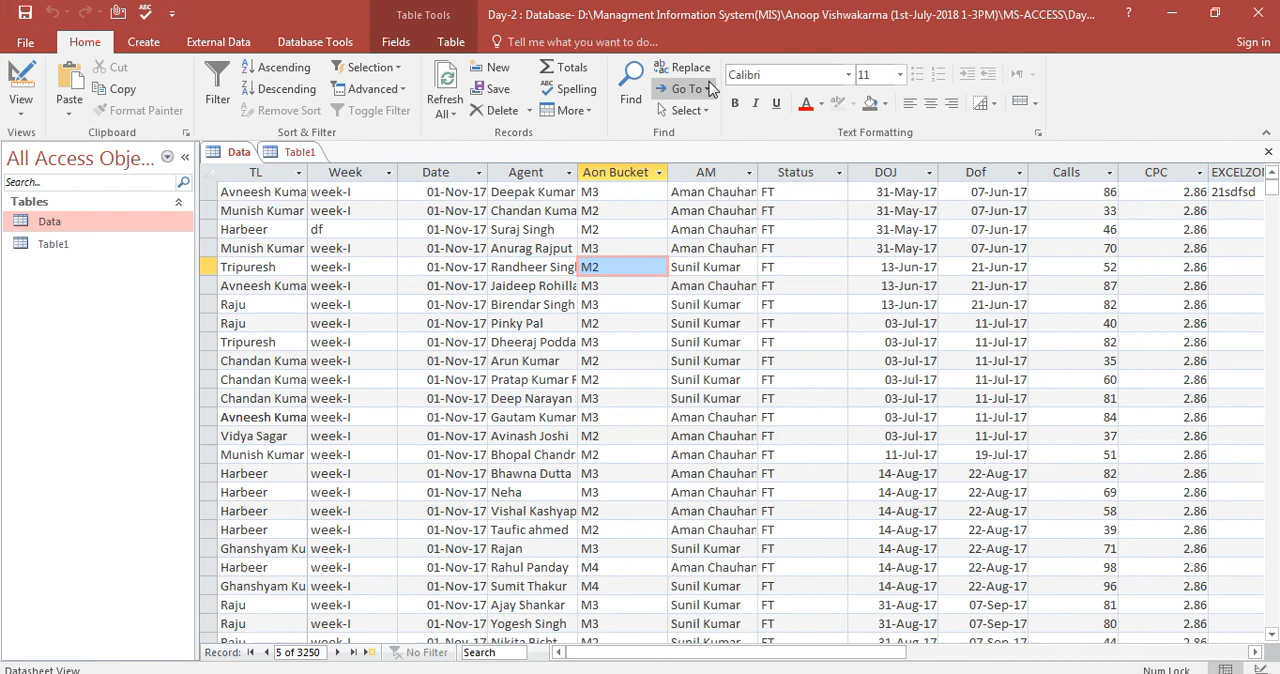 Table Tools
Day-2 : Database- D:\Managment Information System(MIS)\Anoop Vishwakarma (1st-July-2018 1-3PM)\MS-ACCESS\Day...
File Home Create External Data Database Tools Fields Table Tell me what you want to do... Sign in
View Paste Cut Copy Format Painter
Filter Ascending Descending Remove Sort Selection Advanced Toggle Filter
Refresh All New Save Delete Totals Spelling More
Find Replace Go To Select
Calibri 11
B I U A
Views Clipboard Sort & Filter Records Find Text Formatting
All Access Obje...
Search...
Tables
Data
Table1
Data Table1
TL Week Date Agent Aon Bucket AM Status DOJ Dof Calls CPC EXCELZO
Avneesh Kuma week-I 01-Nov-17 Deepak Kumar M3 Aman Chauhan FT 31-May-17 07-Jun-17 86 2.86 21sdfsd
Munish Kumar week-I 01-Nov-17 Chandan Kuma M2 Aman Chauhan FT 31-May-17 07-Jun-17 33 2.86
Harbeer df 01-Nov-17 Suraj Singh M2 Aman Chauhan FT 31-May-17 07-Jun-17 46 2.86
Munish Kumar week-I 01-Nov-17 Anurag Rajput M3 Aman Chauhan FT 31-May-17 07-Jun-17 70 2.86
Tripuresh week-I 01-Nov-17 Randheer Singl M2 Sunil Kumar FT 13-Jun-17 21-Jun-17 52 2.86
Avneesh Kuma week-I 01-Nov-17 Jaideep Rohilla M3 Aman Chauhan FT 13-Jun-17 21-Jun-17 87 2.86
Raju week-I 01-Nov-17 Birendar Singh M3 Sunil Kumar FT 13-Jun-17 21-Jun-17 82 2.86
Raju week-I 01-Nov-17 Pinky Pal M2 Sunil Kumar FT 03-Jul-17 11-Jul-17 40 2.86
Tripuresh week-I 01-Nov-17 Dheeraj Podda M3 Sunil Kumar FT 03-Jul-17 11-Jul-17 82 2.86
Chandan Kuma week-I 01-Nov-17 Arun Kumar M2 Sunil Kumar FT 03-Jul-17 11-Jul-17 35 2.86
Chandan Kuma week-I 01-Nov-17 Pratap Kumar M2 Sunil Kumar FT 03-Jul-17 11-Jul-17 60 2.86
Chandan Kuma week-I 01-Nov-17 Deep Narayan M3 Sunil Kumar FT 03-Jul-17 11-Jul-17 81 2.86
Avneesh Kuma week-I 01-Nov-17 Gautam Kumar M3 Aman Chauhan FT 03-Jul-17 11-Jul-17 84 2.86
Vidya Sagar week-I 01-Nov-17 Avinash Joshi M2 Aman Chauhan FT 03-Jul-17 11-Jul-17 37 2.86
Munish Kumar week-I 01-Nov-17 Bhopal Chandr M2 Aman Chauhan FT 11-Jul-17 19-Jul-17 51 2.86
Harbeer week-I 01-Nov-17 Bhawna Dutta M3 Aman Chauhan FT 14-Aug-17 22-Aug-17 82 2.86
Harbeer week-I 01-Nov-17 Neha M3 Aman Chauhan FT 14-Aug-17 22-Aug-17 69 2.86
Harbeer week-I 01-Nov-17 Vishal Kashyap M2 Aman Chauhan FT 14-Aug-17 22-Aug-17 58 2.86
Harbeer week-I 01-Nov-17 Taufic ahmed M2 Aman Chauhan FT 14-Aug-17 22-Aug-17 39 2.86
Ghanshyam Ku week-I 01-Nov-17 Rajan M3 Sunil Kumar FT 14-Aug-17 22-Aug-17 71 2.86
Harbeer week-I 01-Nov-17 Rahul Panday M4 Aman Chauhan FT 14-Aug-17 22-Aug-17 98 2.86
Ghanshyam Ku week-I 01-Nov-17 Sumit Thakur M4 Sunil Kumar FT 14-Aug-17 22-Aug-17 96 2.86
Raju week-I 01-Nov-17 Ajay Shankar M3 Sunil Kumar FT 31-Aug-17 07-Sep-17 81 2.86
Raju week-I 01-Nov-17 Yogesh Singh M3 Sunil Kumar FT 31-Aug-17 07-Sep-17 80 2.86
Raju week-I 01-Nov-17 Nikita Bisht M2 Sunil Kumar FT 31-Aug-17 07-Sep-17 44 2.86
Record: 5 of 3250 No Filter Search
Datasheet View Num Lock